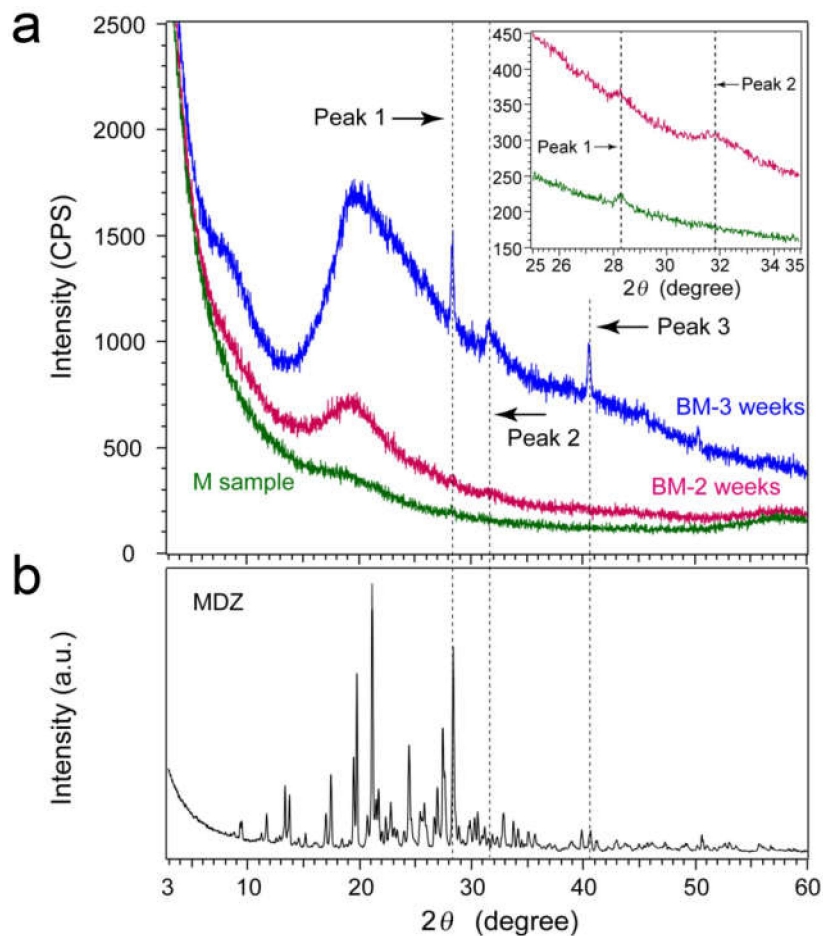 a
2500
2000
1500
1000
500
0
Intensity (CPS)
Peak 1
Peak 2
Peak 3
M sample
BM-3 weeks
BM-2 weeks
450
400
350
300
250
200
150
Peak 1
Peak 2
25 26 28 30 32 34 35
2θ (degree)
b
MDZ
Intensity (a.u.)
3 10 20 30 40 50 60
2θ (degree)